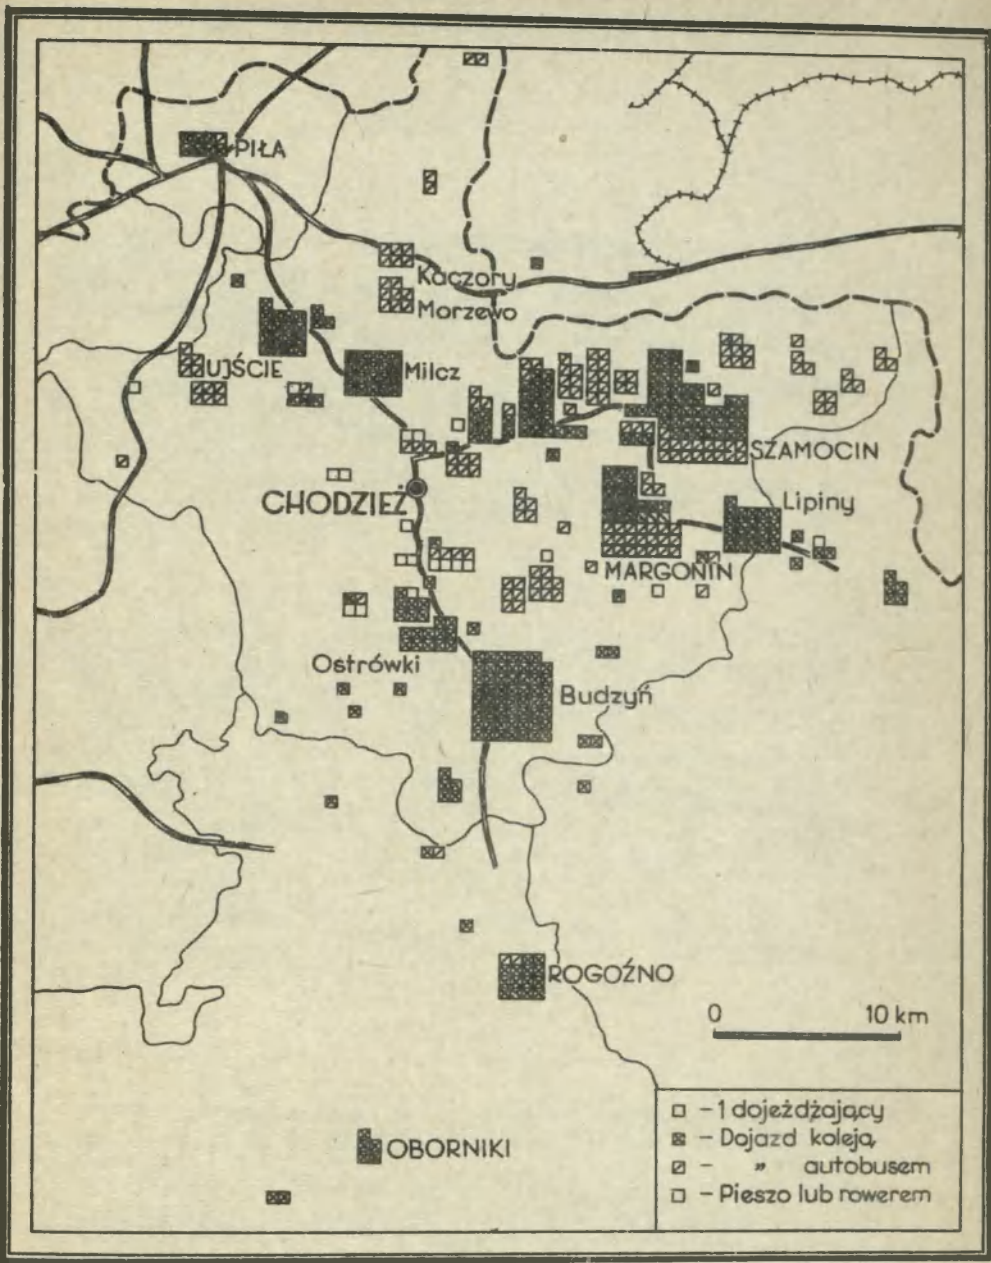 PIŁA
Kaczory
Morzewo
UJŚCIE
Milcz
SZAMOCIN
CHODZIEŻ
Lipiny
MARGONIN
Ostrówki
Budzyń
ROGOŹNO
0 10 km
OBORNIKI
- 1 dojeżdżający
- Dojazd koleją
- " autobusem
- Pieszo lub rowerem